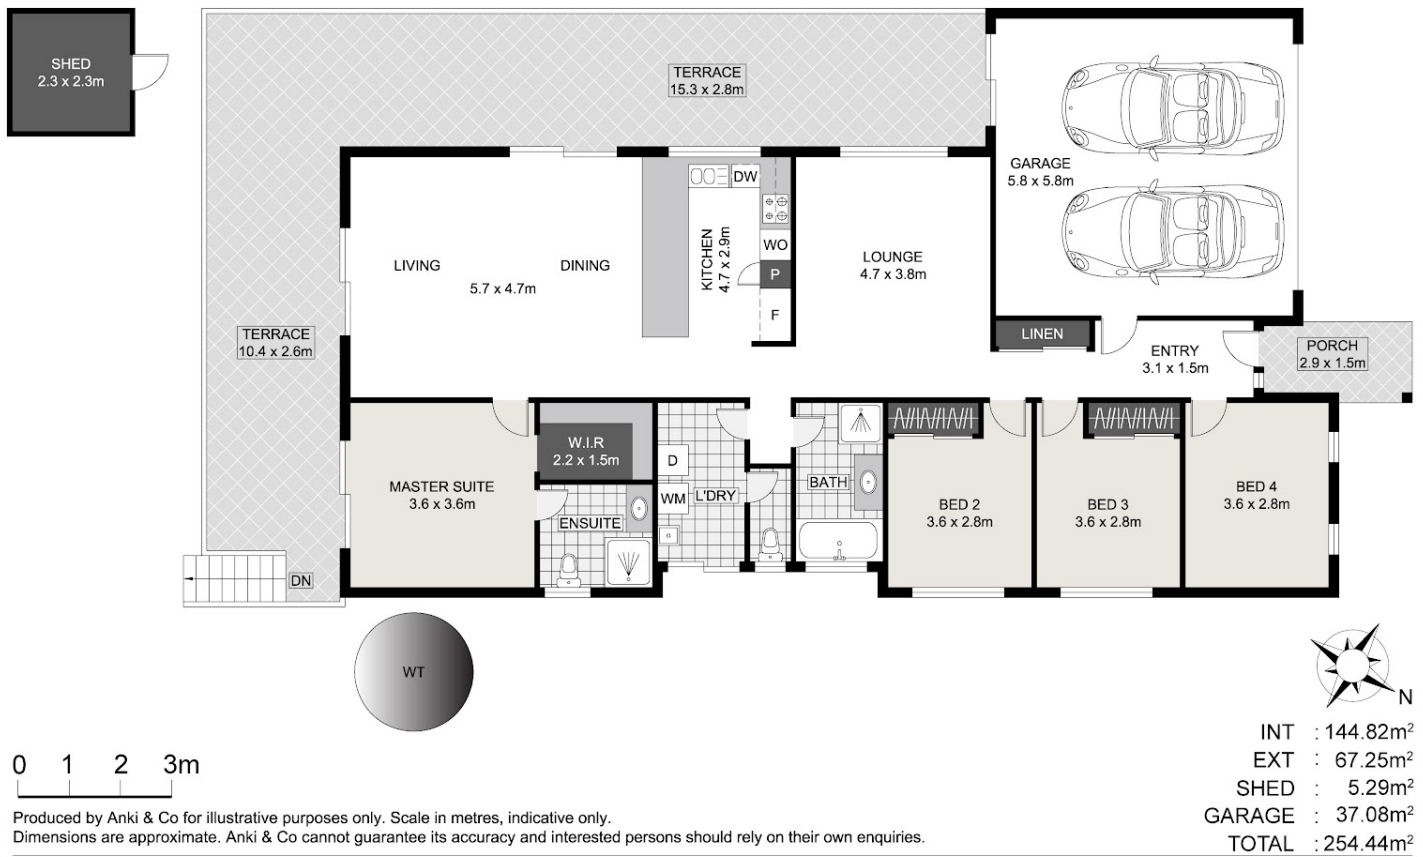 SHED
2.3 x 2.3m
TERRACE
15.3 x 2.8m
GARAGE
5.8 x 5.8m
DW
WO
P
F
KITCHEN
4.7 x 2.9m
LIVING
DINING
5.7 x 4.7m
LOUNGE
4.7 x 3.8m
TERRACE
10.4 x 2.6m
LINEN
ENTRY
3.1 x 1.5m
PORCH
2.9 x 1.5m
W.I.R
2.2 x 1.5m
MASTER SUITE
3.6 x 3.6m
D
WM
L'DRY
ENSUITE
BATH
BED 2
3.6 x 2.8m
BED 3
3.6 x 2.8m
BED 4
3.6 x 2.8m
DN
WT
N
INT : 144.82m²
EXT : 67.25m²
SHED : 5.29m²
GARAGE : 37.08m²
TOTAL : 254.44m²
0 1 2 3m
Produced by Anki & Co for illustrative purposes only. Scale in metres, indicative only.
Dimensions are approximate. Anki & Co cannot guarantee its accuracy and interested persons should rely on their own enquiries.